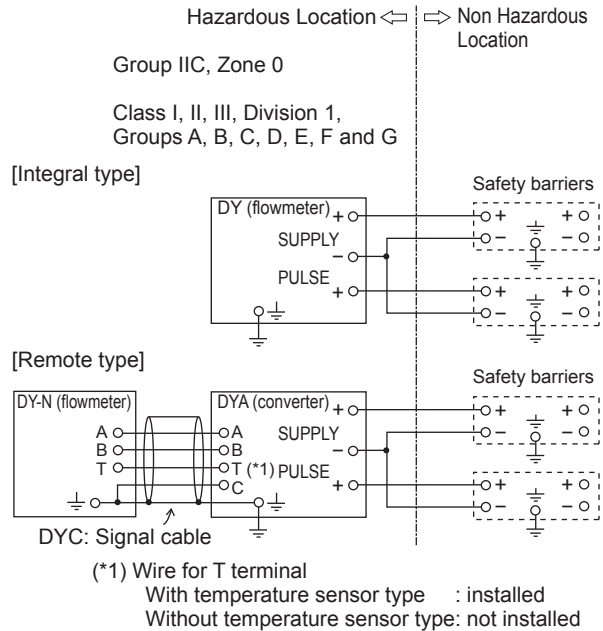 Hazardous Location
Non Hazardous
Location
Group IIC, Zone 0
Class I, II, III, Division 1,
Groups A, B, C, D, E, F and G
[Integral type]
Safety barriers
DY (flowmeter) +
SUPPLY
−
PULSE
+
+ +
− −
+ +
− −
[Remote type]
Safety barriers
DY-N (flowmeter)
DYA (converter) +
A A SUPPLY
B B −
T T (*1) PULSE
C +
+ +
− −
+ +
− −
DYC: Signal cable
(*1) Wire for T terminal
With temperature sensor type : installed
Without temperature sensor type: not installed